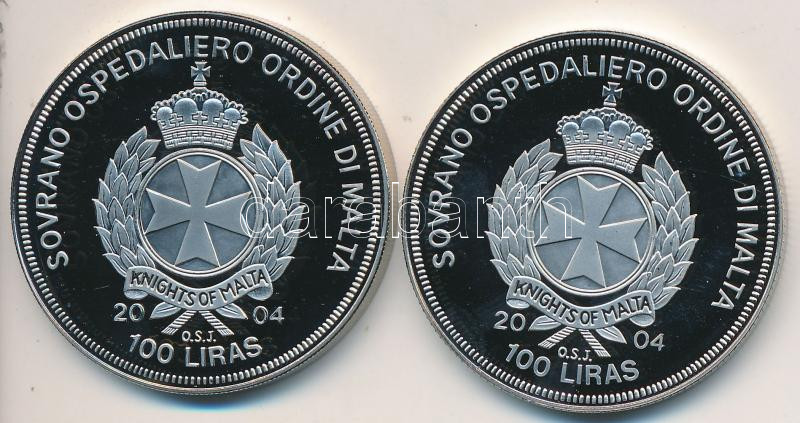 SOVRANO OSPEDALIERO ORDINE DI MALTA
KNIGHTS OF MALTA
20 04
O.S.J.
100 LIRAS
SOVRANO OSPEDALIERO ORDINE DI MALTA
KNIGHTS OF MALTA
20 04
O.S.J.
100 LIRAS
darabanth